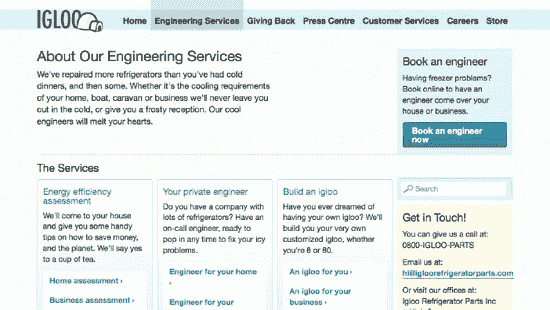 IGLOO
Home Engineering Services Giving Back Press Centre Customer Services Careers Store
About Our Engineering Services
We've repaired more refrigerators than you've had cold
dinners, and then some. Whether it's the cooling requirements
of your home, boat, caravan or business we'll never leave you
out in the cold, or give you a frosty reception. Our cool
engineers will melt your hearts.
Book an engineer
Having freezer problems?
Book online to have an
engineer come over your
house or business.
Book an engineer
now
The Services
Energy efficiency
assessment
We'll come to your house
and give you some handy
tips on how to save money,
and the planet. We'll say yes
to a cup of tea.
Home assessment ›
Business assessment
›
Your private engineer
Do you have a company with
lots of refrigerators? Have an
on-call engineer, ready to
pop in any time to fix your icy
problems.
Engineer for your home
›
Engineer for your
Build an igloo
Have you ever dreamed of
having your own igloo? We'll
build you your very own
customized igloo, whether
you're 8 or 80.
An igloo for you ›
An igloo for your
business ›
Search
Get in Touch!
You can give us a call at:
0800-IGLOO-PARTS
Email us at:
hi@igloorefrigeratorparts.com
Or visit our offices at:
Igloo Refrigerator Parts Inc